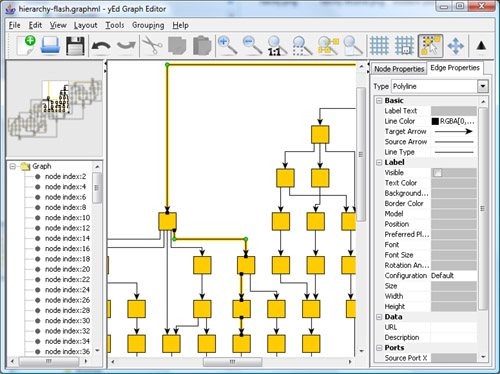 hierarchy-flash.graphml - yEd Graph Editor
File Edit View Layout Tools Grouping Windows Help
1:1
Graph
node index:2
node index:4
node index:6
node index:8
node index:10
node index:12
node index:14
node index:16
node index:18
node index:20
node index:22
node index:24
node index:26
node index:28
node index:30
node index:32
node index:34
node index:36
Node Properties Edge Properties
Type Polyline
Basic
Label Text
Line Color RGBA[0,...
Target Arrow
Source Arrow
Line Type
Label
Visible
Text Color
Background...
Border Color
Model
Position
Preferred Pl...
Font
Font Size
Rotation An...
Configuration Default
Size
Width
Height
Data
URL
Description
Ports
Source Port X